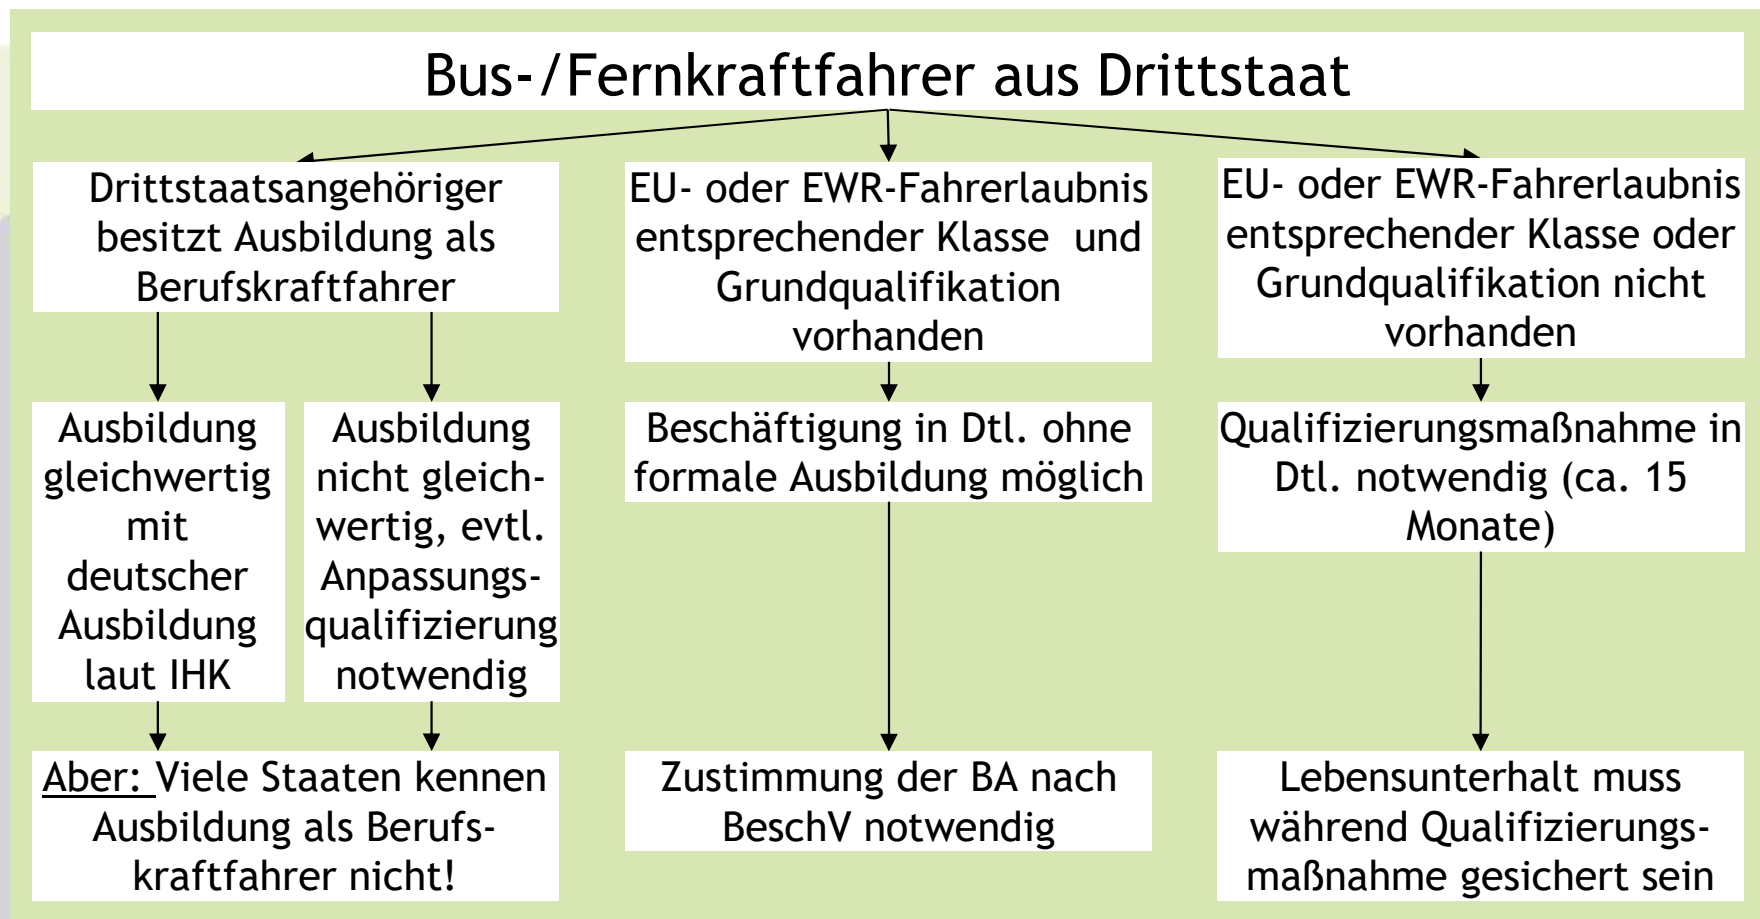 Bus-/Fernkraftfahrer aus Drittstaat
Drittstaatsangehöriger
besitzt Ausbildung als
Berufskraftfahrer
EU- oder EWR-Fahrerlaubnis
entsprechender Klasse und
Grundqualifikation
vorhanden
EU- oder EWR-Fahrerlaubnis
entsprechender Klasse oder
Grundqualifikation nicht
vorhanden
Ausbildung
gleichwertig
mit
deutscher
Ausbildung
laut IHK
Ausbildung
nicht gleich-
wertig, evtl.
Anpassungs-
qualifizierung
notwendig
Beschäftigung in Dtl. ohne
formale Ausbildung möglich
Qualifizierungsmaßnahme in
Dtl. notwendig (ca. 15
Monate)
Aber: Viele Staaten kennen
Ausbildung als Berufs-
kraftfahrer nicht!
Zustimmung der BA nach
BeschV notwendig
Lebensunterhalt muss
während Qualifizierungs-
maßnahme gesichert sein